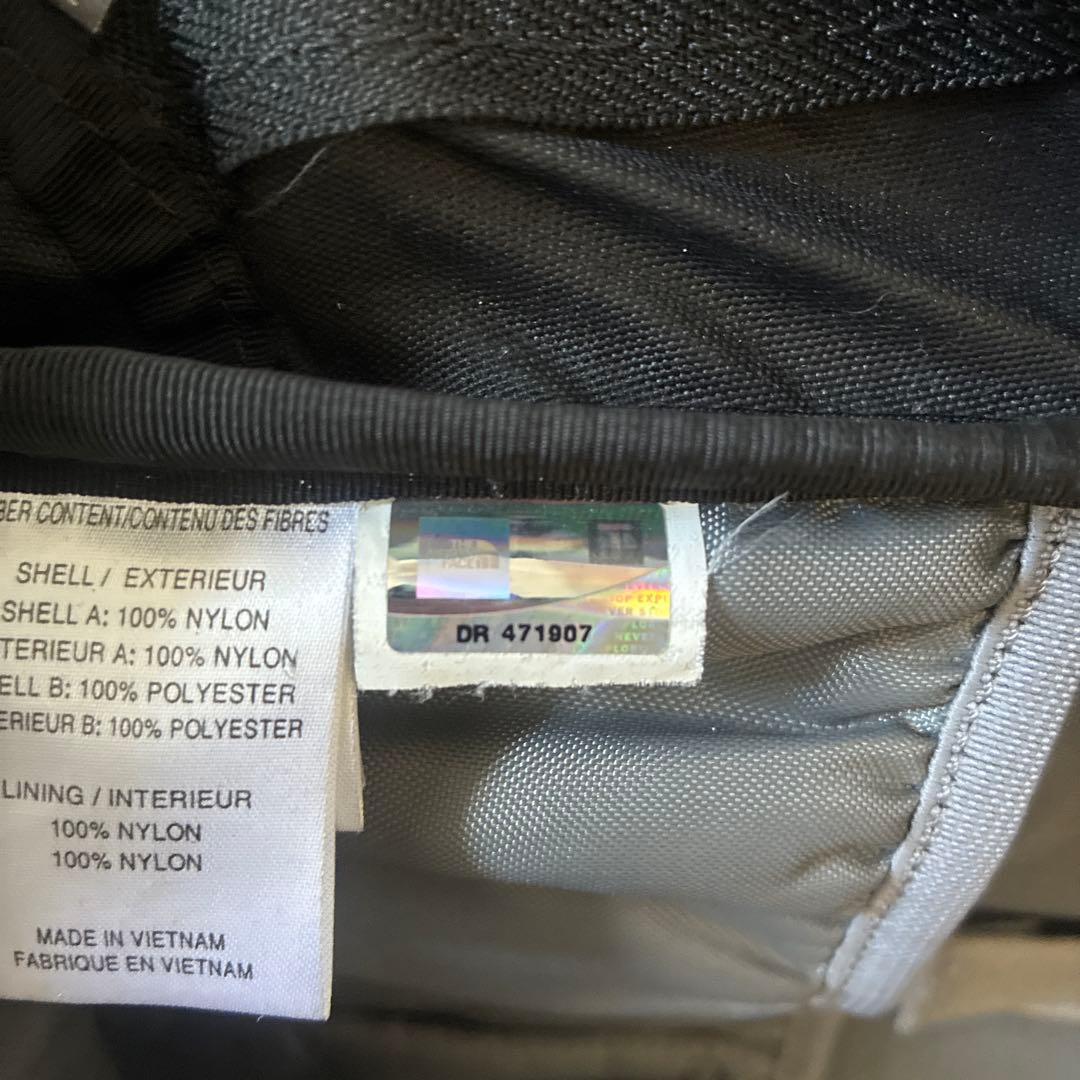 BER CONTENT/CONTENU DES FIBRES
SHELL / EXTERIEUR
SHELL A: 100% NYLON
TERIEUR A: 100% NYLON
ELL B: 100% POLYESTER
ERIEUR B: 100% POLYESTER
LINING / INTERIEUR
100% NYLON
100% NYLON
MADE IN VIETNAM
FABRIQUE EN VIETNAM
FACE
DR 471907